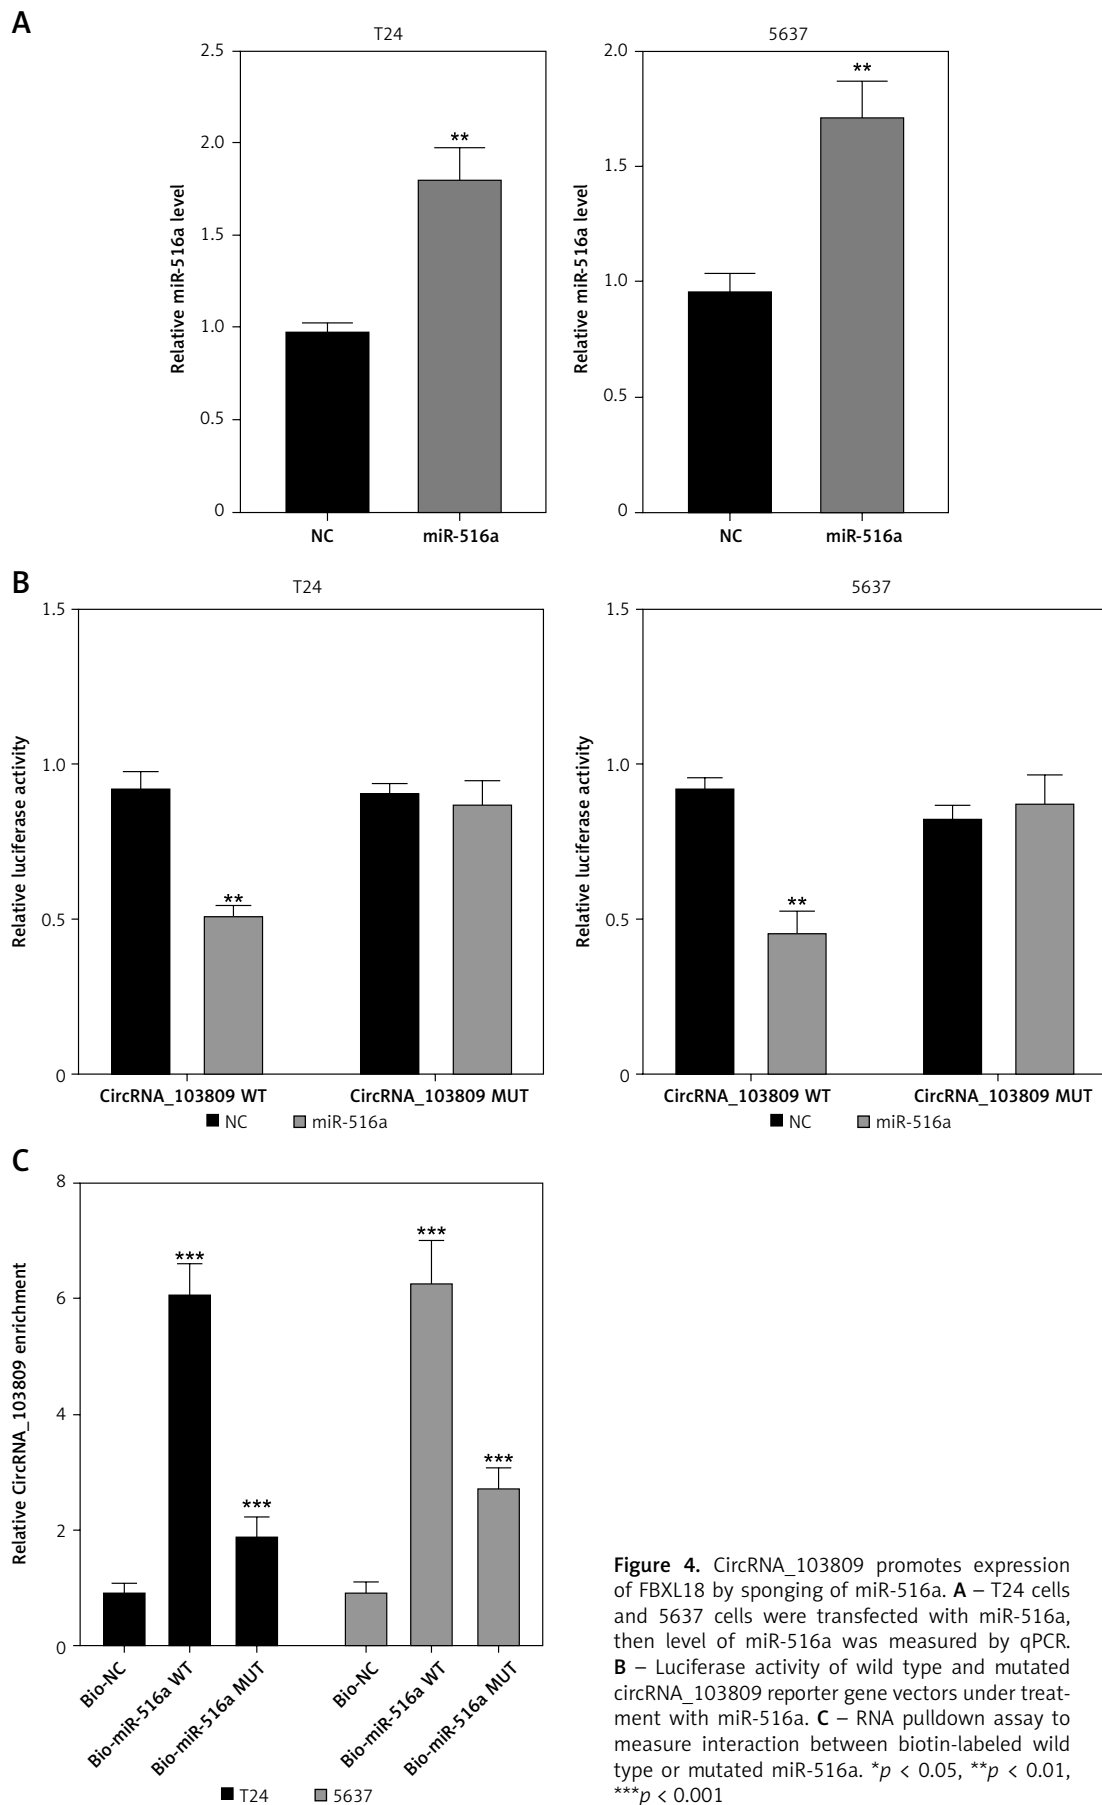 A
T24
5637
2.5
2.0
1.5
1.0
0.5
0
Relative miR-516a level
**
NC
miR-516a
2.0
1.5
1.0
0.5
0
Relative miR-516a level
**
NC
miR-516a
B
T24
5637
1.5
1.0
0.5
0
Relative luciferase activity
**
CircRNA_103809 WT
CircRNA_103809 MUT
NC
miR-516a
1.5
1.0
0.5
0
Relative luciferase activity
**
CircRNA_103809 WT
CircRNA_103809 MUT
NC
miR-516a
C
8
6
4
2
0
Relative CircRNA_103809 enrichment
***
***
***
***
Bio-NC
Bio-miR-516a WT
Bio-miR-516a MUT
Bio-NC
Bio-miR-516a WT
Bio-miR-516a MUT
T24
5637
Figure 4. CircRNA_103809 promotes expression
of FBXL18 by sponging of miR-516a. A – T24 cells
and 5637 cells were transfected with miR-516a,
then level of miR-516a was measured by qPCR.
B – Luciferase activity of wild type and mutated
circRNA_103809 reporter gene vectors under treat-
ment with miR-516a. C – RNA pulldown assay to
measure interaction between biotin-labeled wild
type or mutated miR-516a. *p < 0.05, **p < 0.01,
***p < 0.001